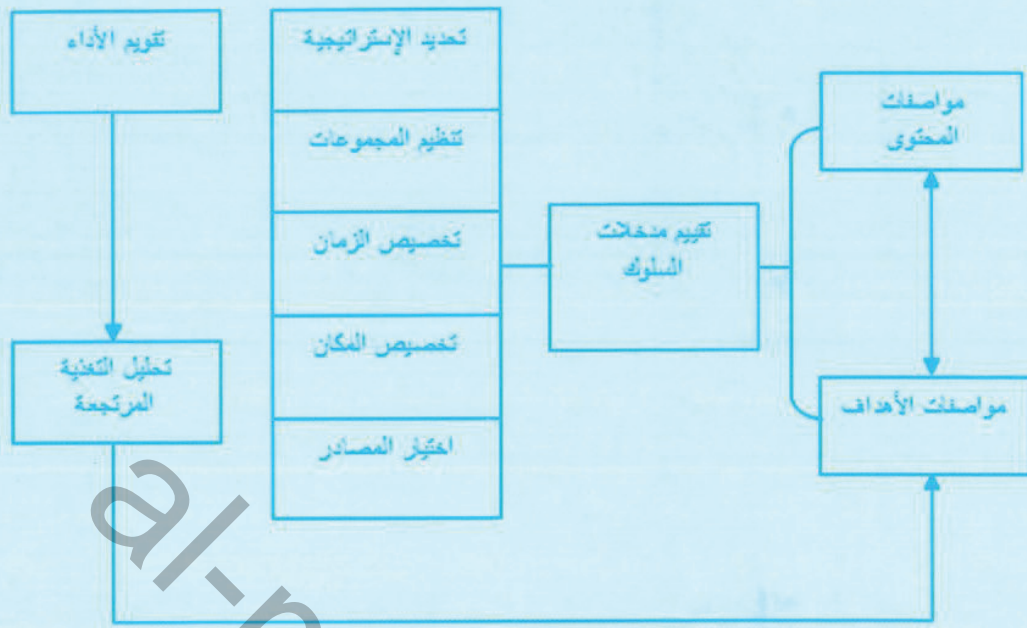 مواصفات
المحتوى
مواصفات الأهداف
تقييم مدخلات
السلوك
تحديد الإستراتيجية
تنظيم المجموعات
تخصيص الزمان
تخصيص المكان
اختيار المصادر
تقويم الأداء
تحليل التغذية
المرتجعة